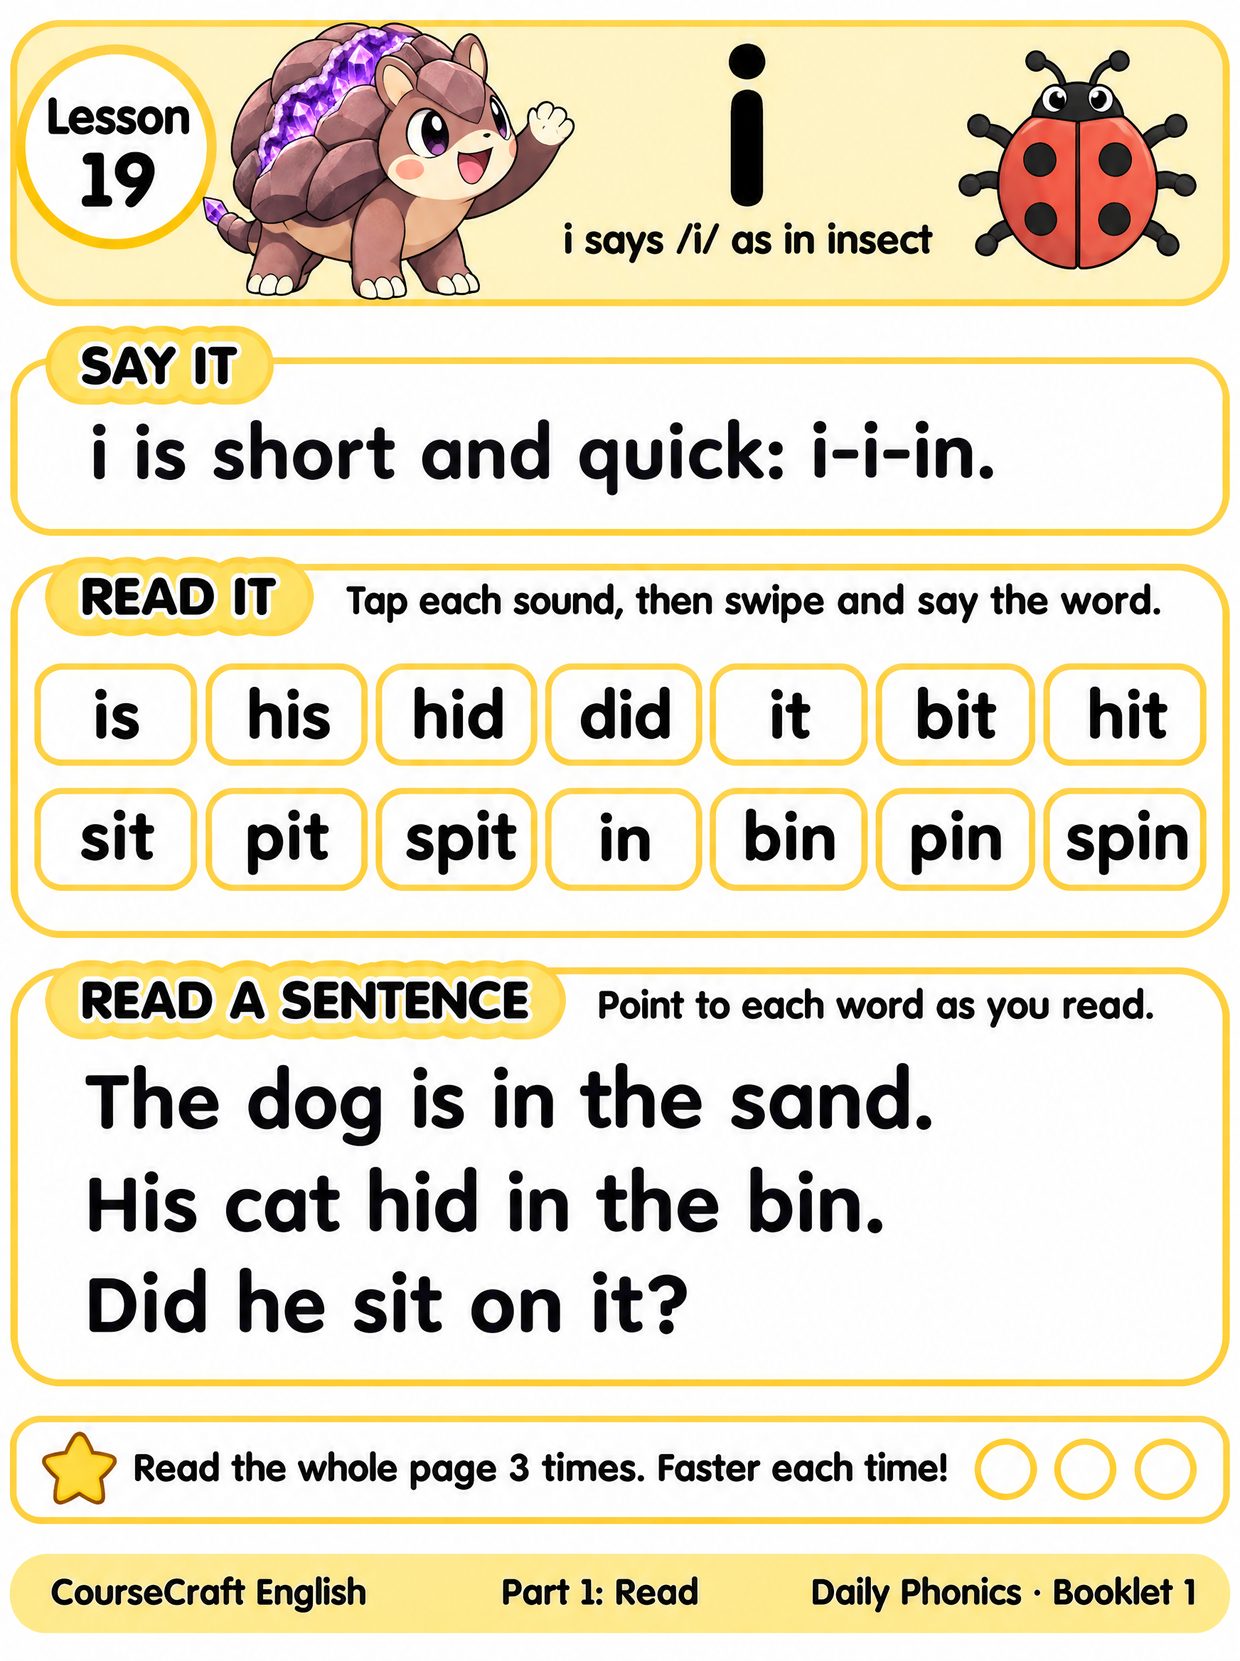 Lesson
19
i
i says /i/ as in insect
SAY IT
i is short and quick: i-i-in.
READ IT
Tap each sound, then swipe and say the word.
is his hid did it bit hit
sit pit spit in bin pin spin
READ A SENTENCE
Point to each word as you read.
The dog is in the sand.
His cat hid in the bin.
Did he sit on it?
Read the whole page 3 times. Faster each time!
CourseCraft English Part 1: Read Daily Phonics · Booklet 1